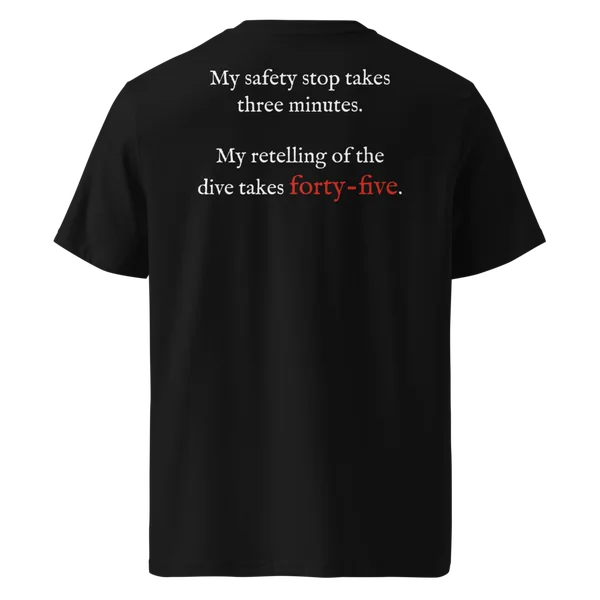 My safety stop takes
three minutes.
My retelling of the
dive takes forty-five.